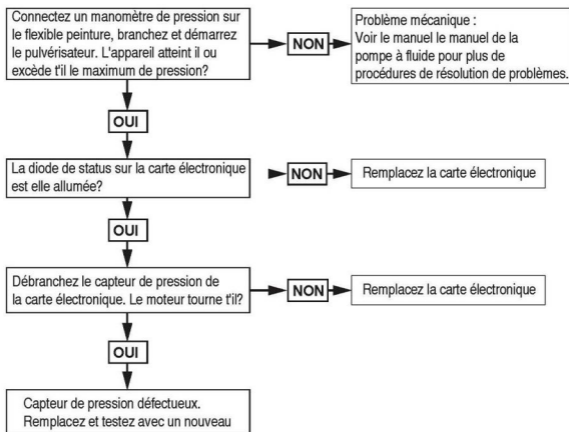 Connectez un manomètre de pression sur
le flexible peinture, branchez et démarrez
le pulvérisateur. L'appareil atteint il ou
excède t'il le maximum de pression?
NON
Problème mécanique :
Voir le manuel le manuel de la
pompe à fluide pour plus de
procédures de résolution de problèmes.
OUI
La diode de status sur la carte électronique
est elle allumée?
NON
Remplacez la carte électronique
OUI
Débranchez le capteur de pression de
la carte électronique. Le moteur tourne t'il?
NON
Remplacez la carte électronique
OUI
Capteur de pression défectueux.
Remplacez et testez avec un nouveau